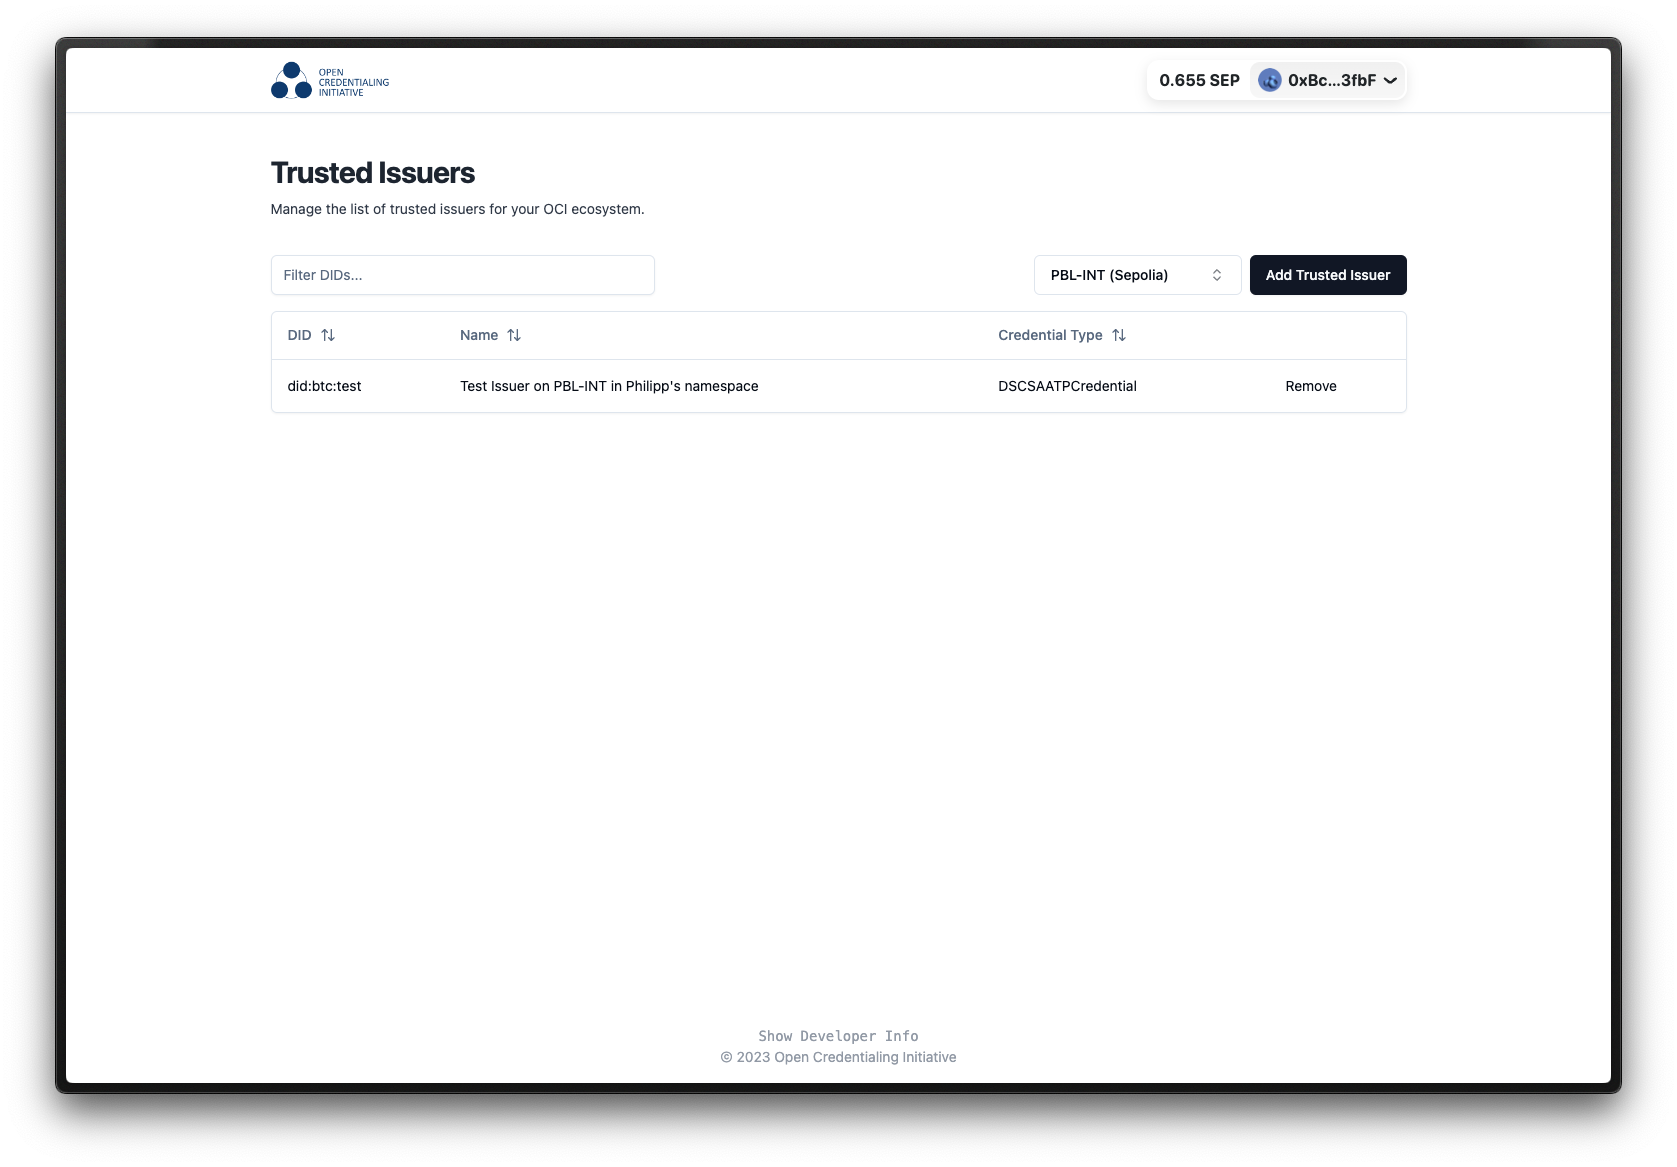 OPEN
CREDENTIALING
INITIATIVE
0.655 SEP 0xBc...3fbF
Trusted Issuers
Manage the list of trusted issuers for your OCI ecosystem.
Filter DIDs... PBL-INT (Sepolia) Add Trusted Issuer
DID Name Credential Type
did:btc:test Test Issuer on PBL-INT in Philipp's namespace DSCSAATPCredential Remove
Show Developer Info
© 2023 Open Credentialing Initiative